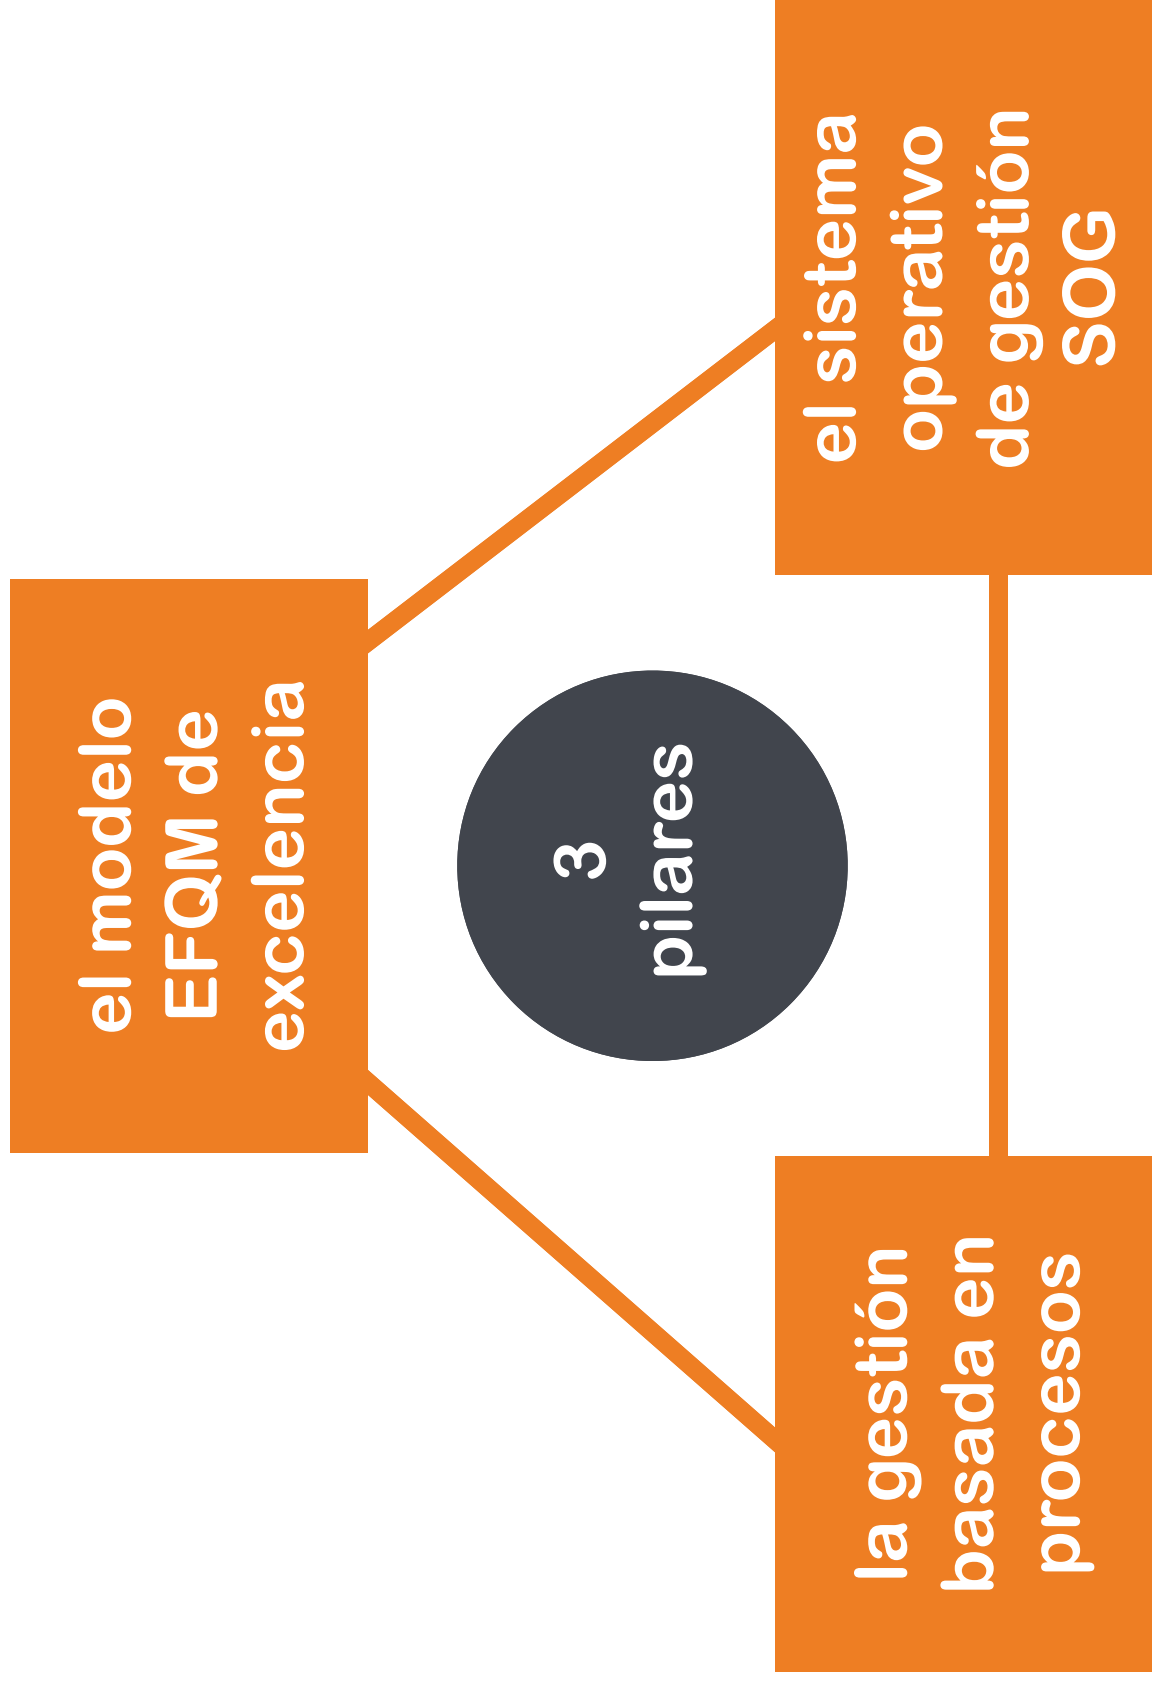 el modelo
EFQM de
excelencia
3
pilares
la gestión
basada en
procesos
el sistema
operativo
de gestión
SOG